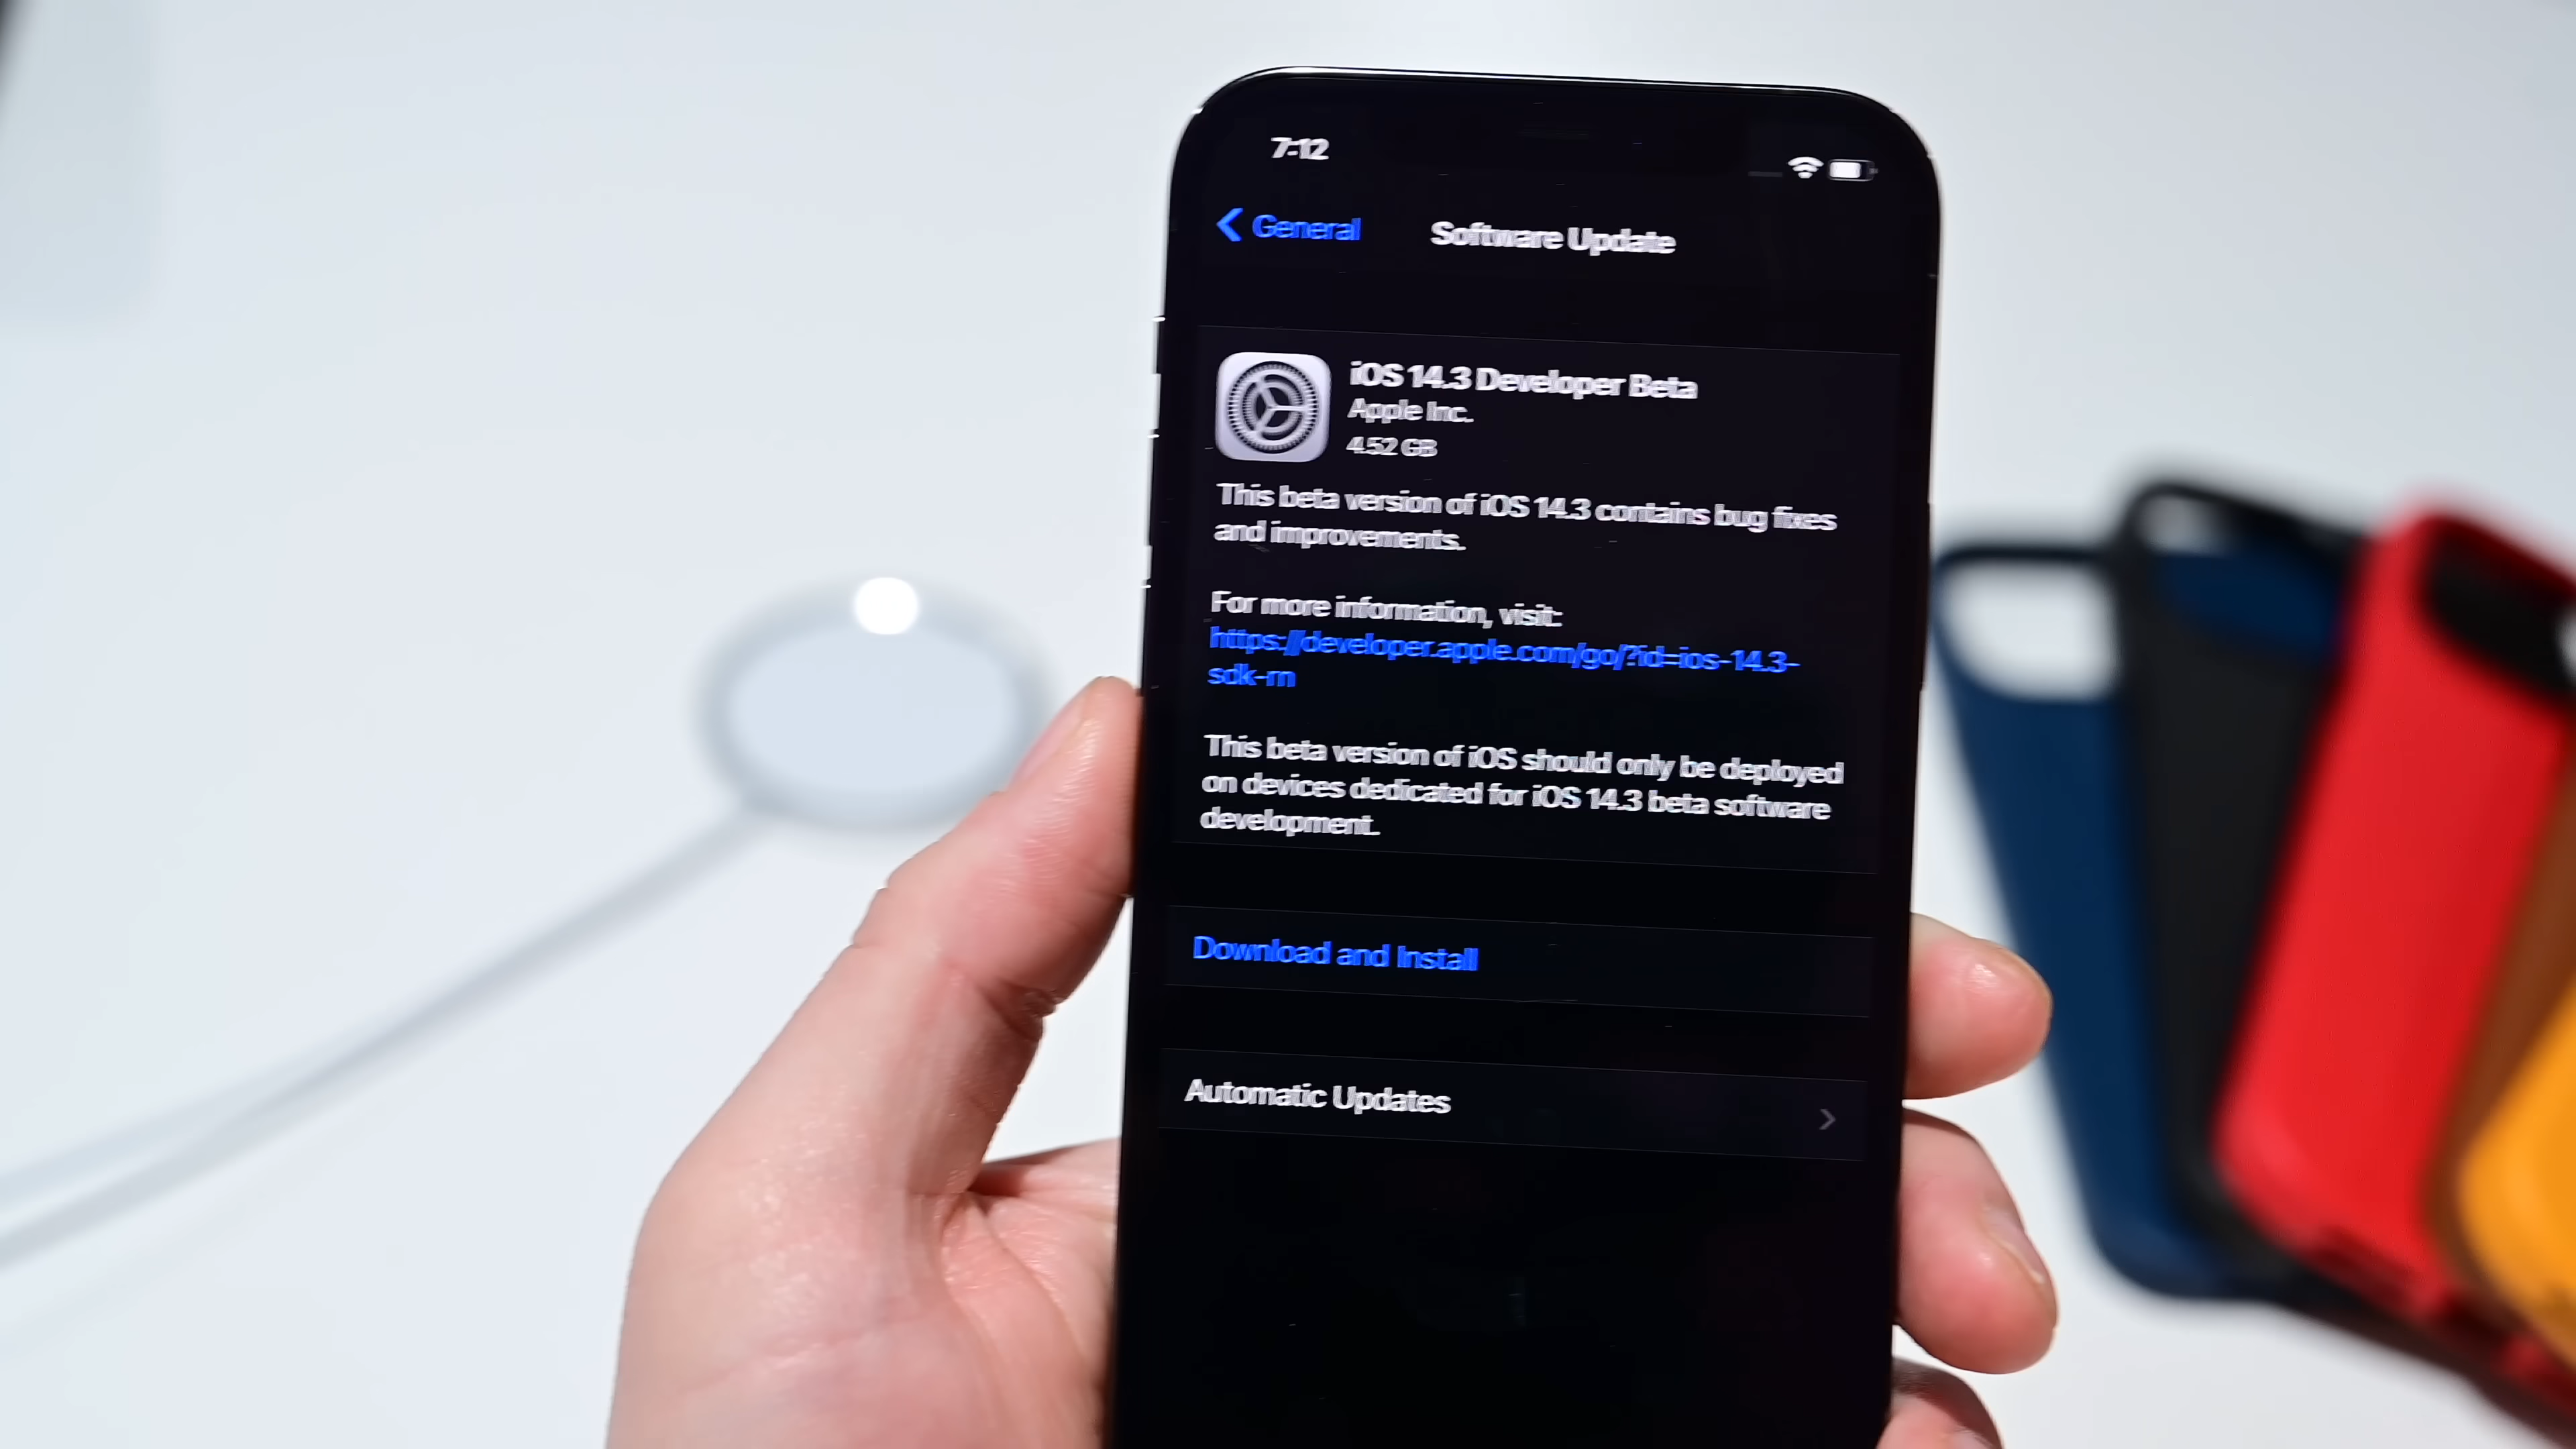 7:12
General
Software Update
iOS 14.3 Developer Beta
Apple Inc.
4.52 GB
This beta version of iOS 14.3 contains bug fixes
and improvements.
For more information, visit:
https://developer.apple.com/go/?id=ios-14.3-
sdk-rn
This beta version of iOS should only be deployed
on devices dedicated for iOS 14.3 beta software
development.
Download and Install
Automatic Updates